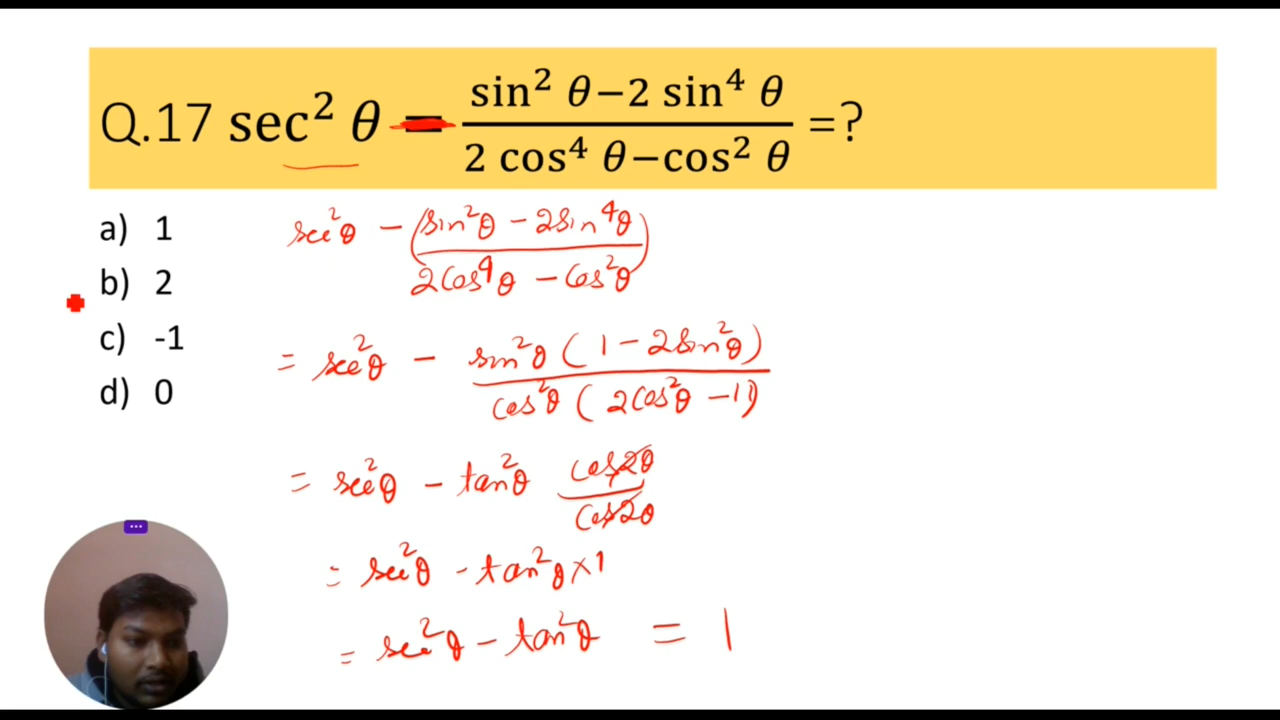 Q.17 sec² θ − (sin² θ−2 sin⁴ θ)/(2 cos⁴ θ−cos² θ) =?
a) 1
b) 2
c) -1
d) 0
sec²θ − (sin²θ − 2sin⁴θ)/(2cos⁴θ − cos²θ)
= sec²θ − sin²θ (1 − 2sin²θ)/cos²θ (2cos²θ − 1)
= sec²θ − tan²θ cos2θ/cos2θ
= sec²θ − tan²θ × 1
= sec²θ − tan²θ = 1